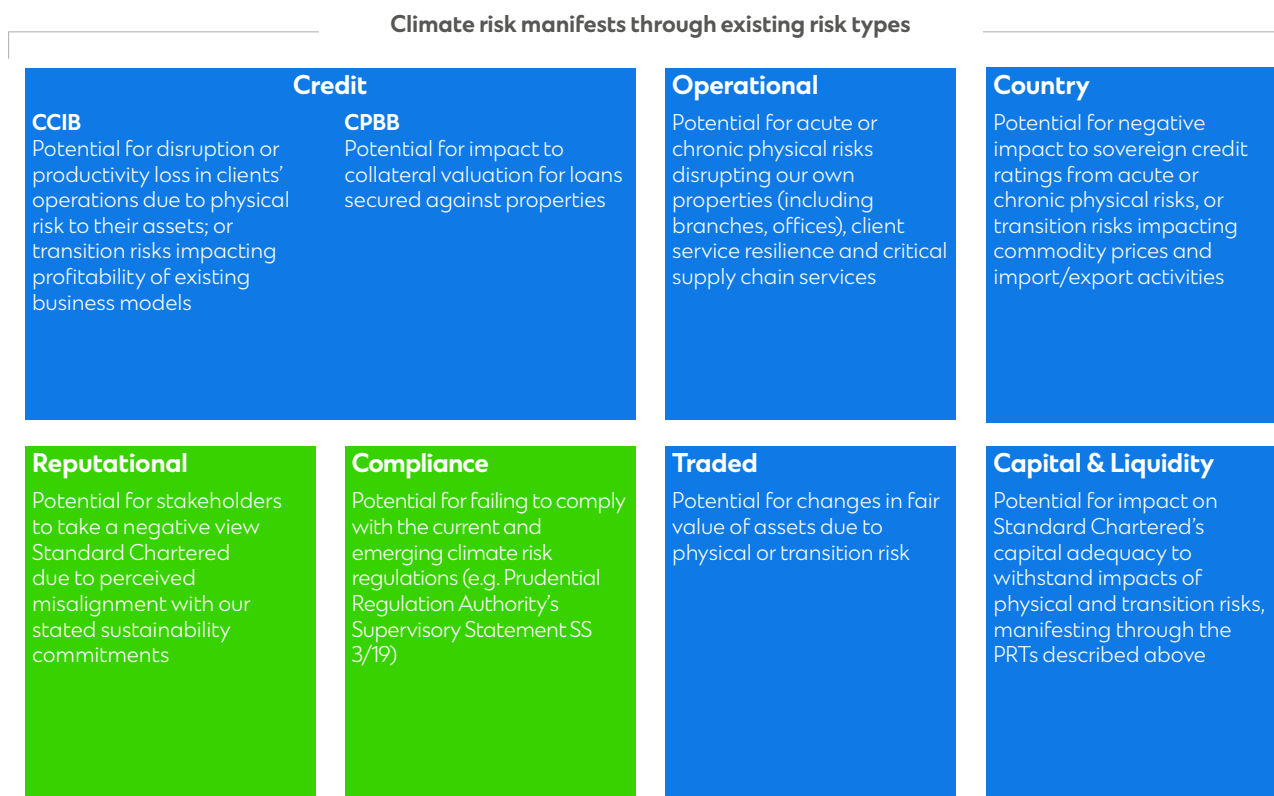 Climate risk manifests through existing risk types
Credit
CCIB
Potential for disruption or
productivity loss in clients’
operations due to physical
risk to their assets; or
transition risks impacting
profitability of existing
business models
CPBB
Potential for impact to
collateral valuation for loans
secured against properties
Operational
Potential for acute or
chronic physical risks
disrupting our own
properties (including
branches, offices), client
service resilience and critical
supply chain services
Country
Potential for negative
impact to sovereign credit
ratings from acute or
chronic physical risks, or
transition risks impacting
commodity prices and
import/export activities
Reputational
Potential for stakeholders
to take a negative view
Standard Chartered
due to perceived
misalignment with our
stated sustainability
commitments
Compliance
Potential for failing to comply
with the current and
emerging climate risk
regulations (e.g. Prudential
Regulation Authority’s
Supervisory Statement SS
3/19)
Traded
Potential for changes in fair
value of assets due to
physical or transition risk
Capital & Liquidity
Potential for impact on
Standard Chartered’s
capital adequacy to
withstand impacts of
physical and transition risks,
manifesting through the
PRTs described above